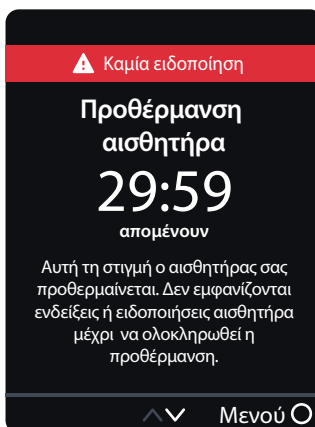 Καμία ειδοποίηση
Προθέρμανση
αισθητήρα
29:59
απομένουν
Αυτή τη στιγμή ο αισθητήρας σας
προθερμαίνεται. Δεν εμφανίζονται
ενδείξεις ή ειδοποιήσεις αισθητήρα
μέχρι να ολοκληρωθεί η
προθέρμανση.
Μενού